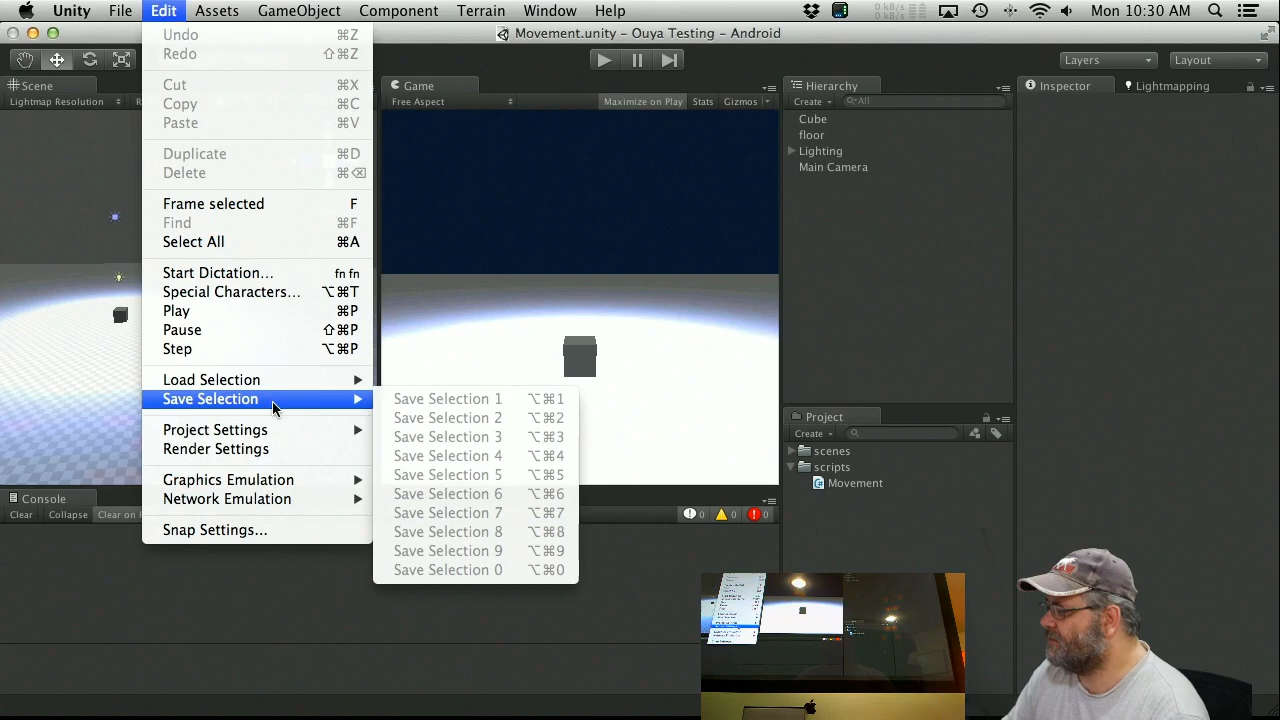 Unity File Edit Assets GameObject Component Terrain Window Help Mon 10:30 AM
Movement.unity - Ouya Testing - Android
Layers Layout
Scene
Lightmap Resolution
Game
Free Aspect Maximize on Play Stats Gizmos
Hierarchy
Create All
Cube
floor
Lighting
Main Camera
Inspector Lightmapping
Undo ⌘Z
Redo ⇧⌘Z
Cut ⌘X
Copy ⌘C
Paste ⌘V
Duplicate ⌘D
Delete ⌘⌫
Frame selected F
Find ⌘F
Select All ⌘A
Start Dictation... fn fn
Special Characters... ⌥⌘T
Play ⌘P
Pause ⇧⌘P
Step ⌥⌘P
Load Selection
Save Selection
Project Settings
Render Settings
Graphics Emulation
Network Emulation
Snap Settings...
Save Selection 1 ⌥⌘1
Save Selection 2 ⌥⌘2
Save Selection 3 ⌥⌘3
Save Selection 4 ⌥⌘4
Save Selection 5 ⌥⌘5
Save Selection 6 ⌥⌘6
Save Selection 7 ⌥⌘7
Save Selection 8 ⌥⌘8
Save Selection 9 ⌥⌘9
Save Selection 0 ⌥⌘0
Project
Create
scenes
scripts
Movement
Console
Clear Collapse Clear on 0 0 0